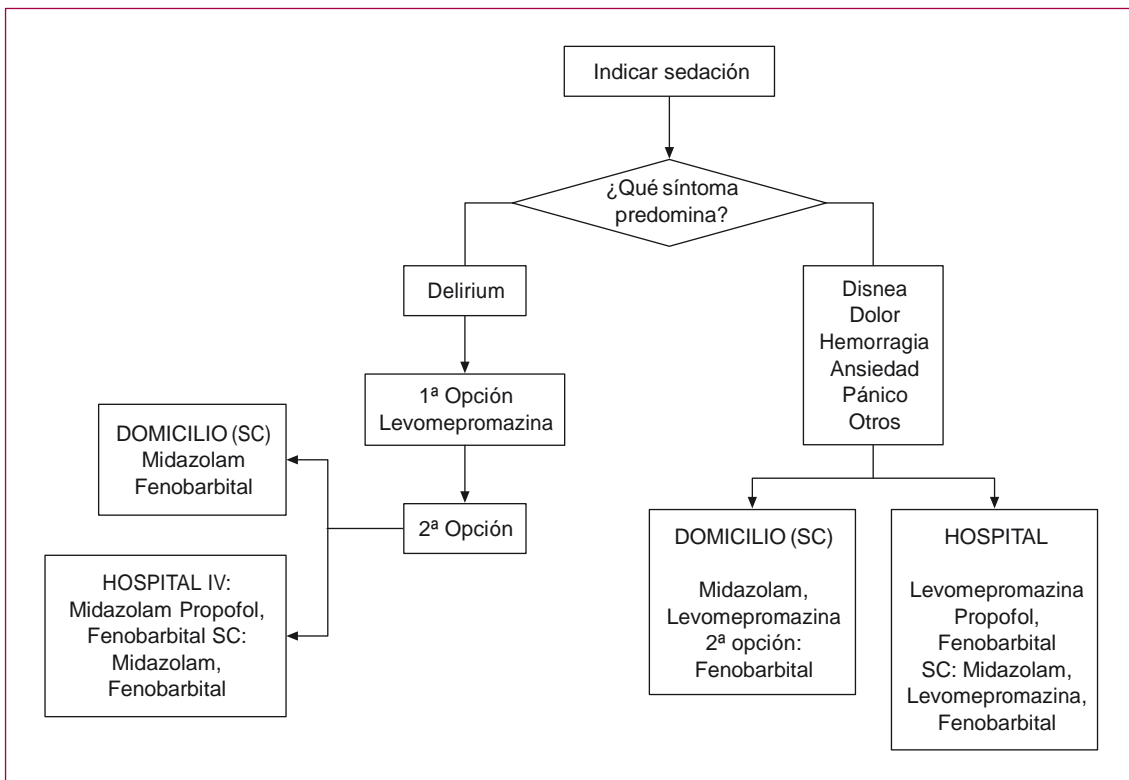 Indicar sedación
¿Qué síntoma
predomina?
Delirium
1ª Opción
Levomepromazina
2ª Opción
DOMICILIO (SC)
Midazolam
Fenobarbital
HOSPITAL IV:
Midazolam Propofol,
Fenobarbital SC:
Midazolam,
Fenobarbital
Disnea
Dolor
Hemorragia
Ansiedad
Pánico
Otros
DOMICILIO (SC)
Midazolam,
Levomepromazina
2ª opción:
Fenobarbital
HOSPITAL
Levomepromazina
Propofol,
Fenobarbital
SC: Midazolam,
Levomepromazina,
Fenobarbital